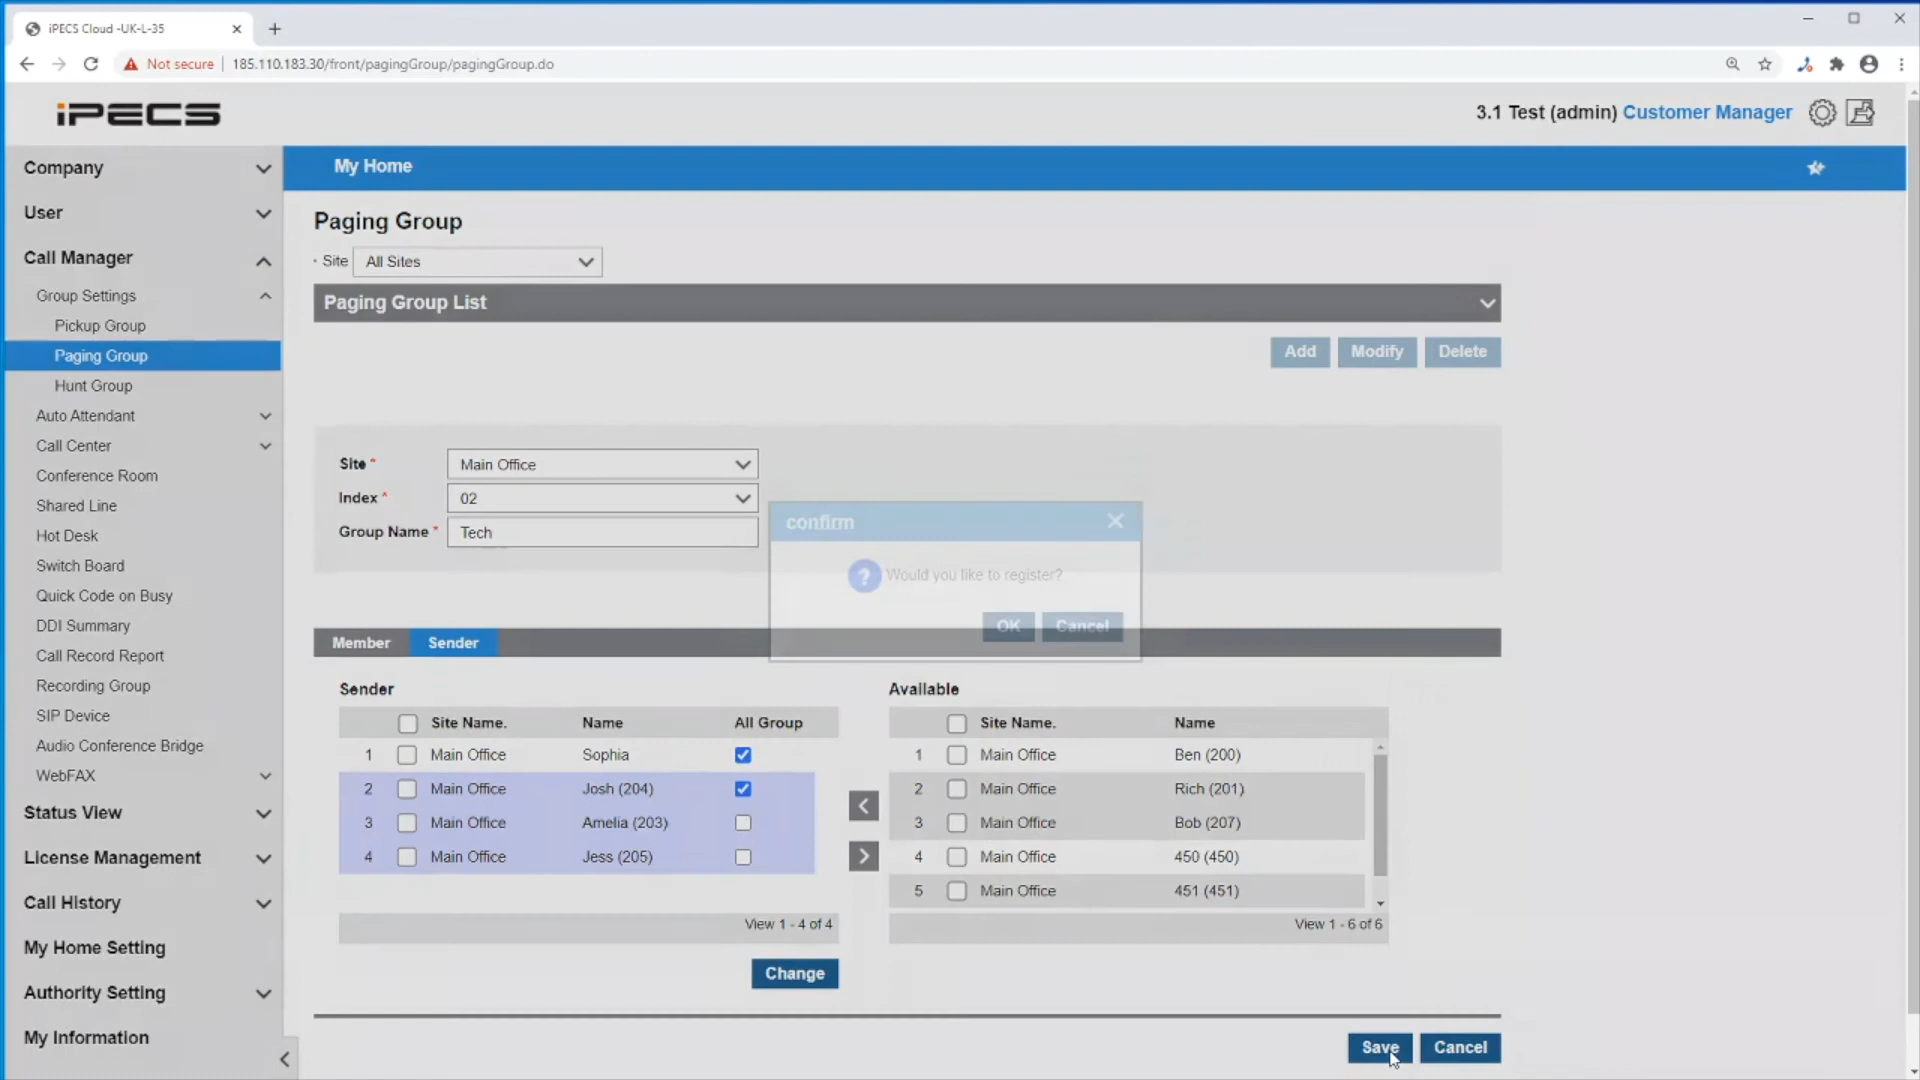 iPECS Cloud -UK-L-35
Not secure
185.110.183.30/front/pagingGroup/pagingGroup.do
iPECS
3.1 Test (admin) Customer Manager
Company
User
Call Manager
Group Settings
Pickup Group
Paging Group
Hunt Group
Auto Attendant
Call Center
Conference Room
Shared Line
Hot Desk
Switch Board
Quick Code on Busy
DDI Summary
Call Record Report
Recording Group
SIP Device
Audio Conference Bridge
WebFAX
Status View
License Management
Call History
My Home Setting
Authority Setting
My Information
My Home
Paging Group
Site All Sites
Paging Group List
Add Modify Delete
Site * Main Office
Index * 02
Group Name * Tech
confirm
Would you like to register?
OK Cancel
Member Sender
Sender
Site Name. Name All Group
1 Main Office Sophia
2 Main Office Josh (204)
3 Main Office Amelia (203)
4 Main Office Jess (205)
View 1 - 4 of 4
Change
Available
Site Name. Name
1 Main Office Ben (200)
2 Main Office Rich (201)
3 Main Office Bob (207)
4 Main Office 450 (450)
5 Main Office 451 (451)
View 1 - 6 of 6
Save Cancel